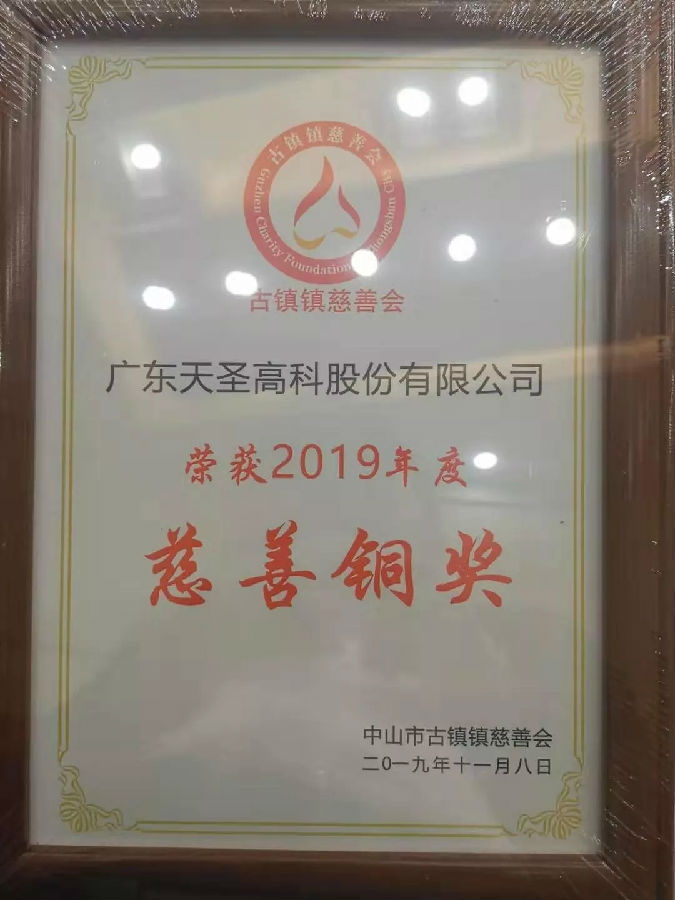 古镇镇慈善会
Guzhen Charity Foundation
古镇镇慈善会
广东天圣高科股份有限公司
荣获2019年度
慈善铜奖
中山市古镇镇慈善会
二0一九年十一月八日